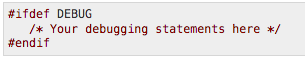 #ifdef DEBUG
   /* Your debugging statements here */
#endif